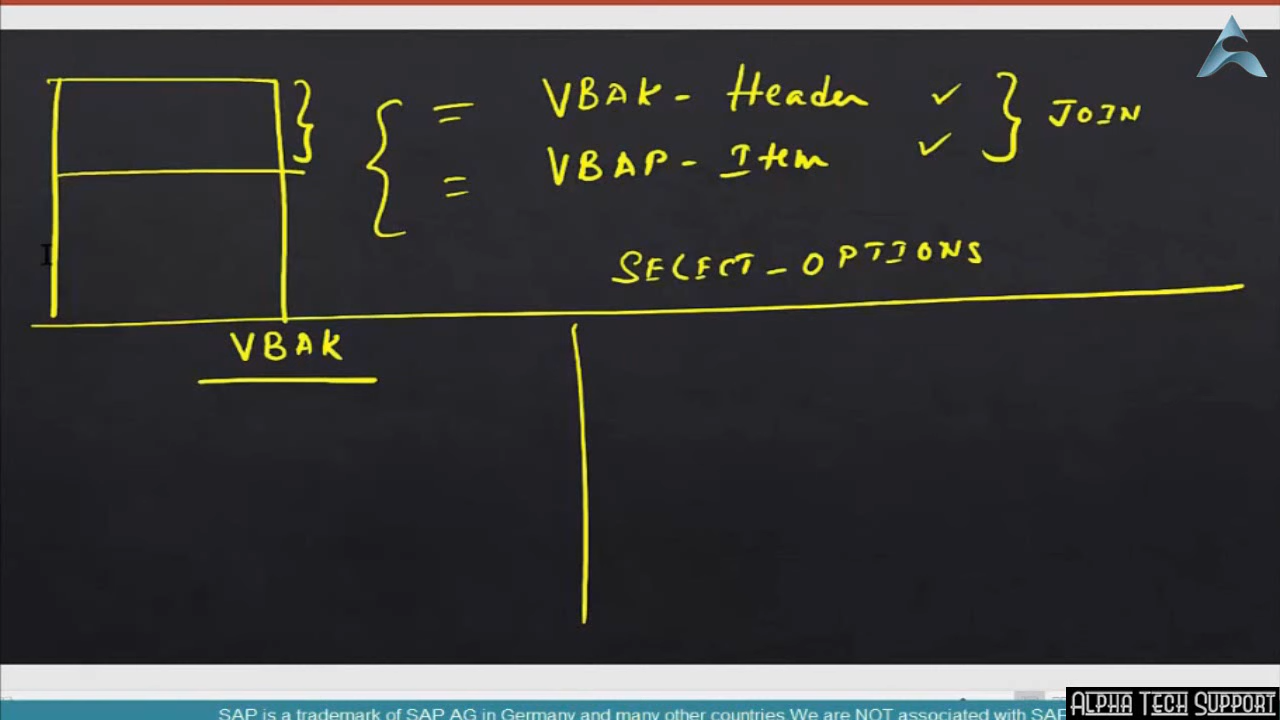 = VBAK - Header ✓ } JOIN
= VBAP - Item ✓
SELECT - OPTIONS
VBAK
ALPHA TECH SUPPORT
SAP is a trademark of SAP AG in Germany and many other countries We are NOT associated with SAP